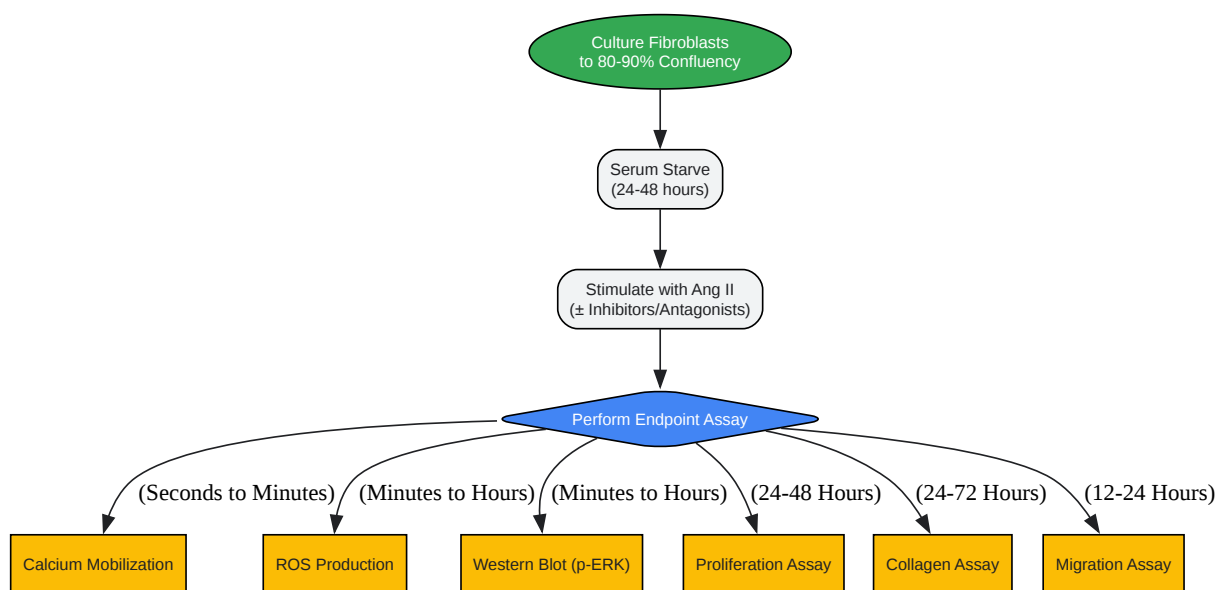 Culture Fibroblasts
to 80-90% Confluency
Serum Starve
(24-48 hours)
Stimulate with Ang II
(± Inhibitors/Antagonists)
Perform Endpoint Assay
(Seconds to Minutes)
(Minutes to Hours)
(Minutes to Hours)
(24-48 Hours)
(24-72 Hours)
(12-24 Hours)
Calcium Mobilization
ROS Production
Western Blot (p-ERK)
Proliferation Assay
Collagen Assay
Migration Assay